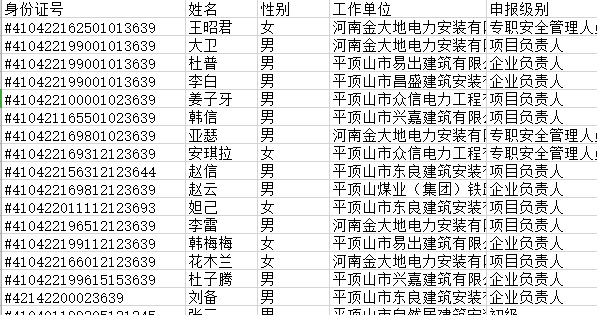 身份证号 姓名 性别 工作单位 申报级别
#410422162501013639 王昭君 女 河南金大地电力安装有 专职安全管理人
#410422199001013639 大卫 男 河南金大地电力安装有 项目负责人
#410422199001013639 杜普 男 平顶山市易出建筑有限 企业负责人
#410422199001013639 李白 男 平顶山市昌盛建筑安装 企业负责人
#410422100001023639 姜子牙 男 平顶山市众信电力工程 项目负责人
#410421165501023639 韩信 男 平顶山市兴嘉建筑有限 项目负责人
#410422169801023639 亚瑟 男 河南金大地电力安装有 专职安全管理人
#410422169312123639 安琪拉 女 平顶山市众信电力工程 专职安全管理人
#410422156312123644 赵信 男 平顶山市东良建筑安装 项目负责人
#410422169812123639 赵云 男 平顶山煤业（集团）铁 企业负责人
#410422011112123693 妲己 女 平顶山市东良建筑安装 项目负责人
#410422196512123639 李雷 男 河南金大地电力安装有 项目负责人
#410422199112123639 韩梅梅 女 平顶山市易出建筑有限 企业负责人
#410422166012123639 花木兰 女 河南金大地电力安装有 项目负责人
#410422199615153639 杜子腾 男 平顶山市兴嘉建筑有限 企业负责人
#42142200023639 刘备 男 平顶山市东良建筑安装 企业负责人